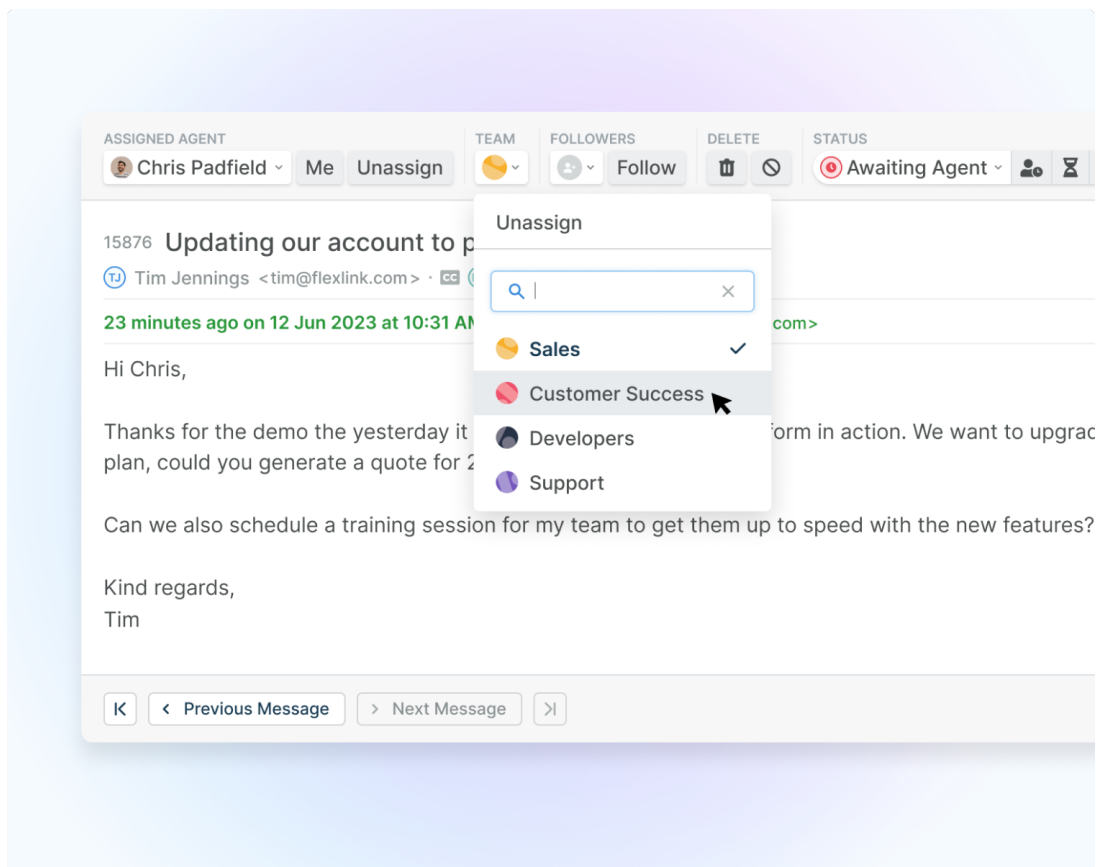 ASSIGNED AGENT TEAM FOLLOWERS DELETE STATUS
Chris Padfield Me Unassign Follow Awaiting Agent
Unassign
15876 Updating our account to
TJ Tim Jennings <tim@flexlink.com> · CC
23 minutes ago on 12 Jun 2023 at 10:31 com>
Sales
Hi Chris,
Customer Success
Thanks for the demo the yesterday it in action. We want to
Developers
plan, could you generate a quote for
Support
Can we also schedule a training session for my team to get them up to speed with the new features?
Kind regards,
Tim
Previous Message Next Message